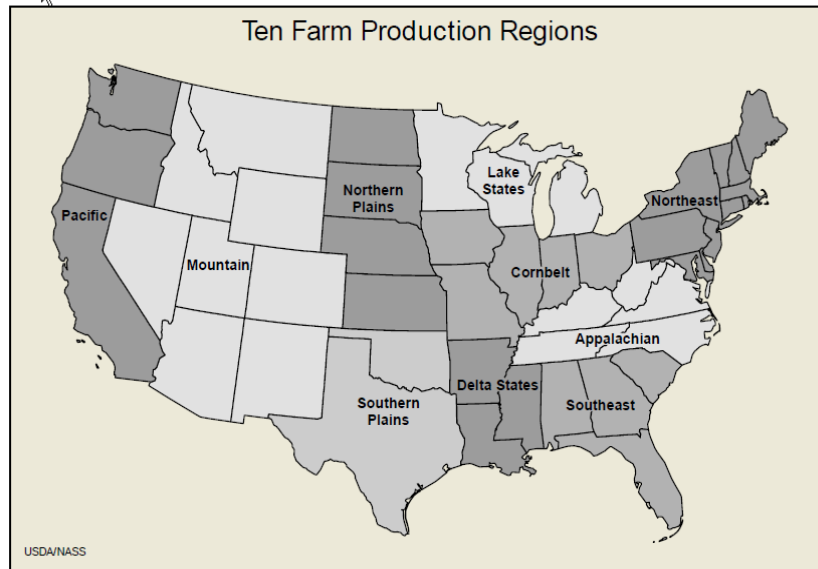 Ten Farm Production Regions
Lake
States
Northern
Plains
Northeast
Pacific
Mountain
Cornbelt
Appalachian
Delta States
Southern
Plains
Southeast
USDA/NASS